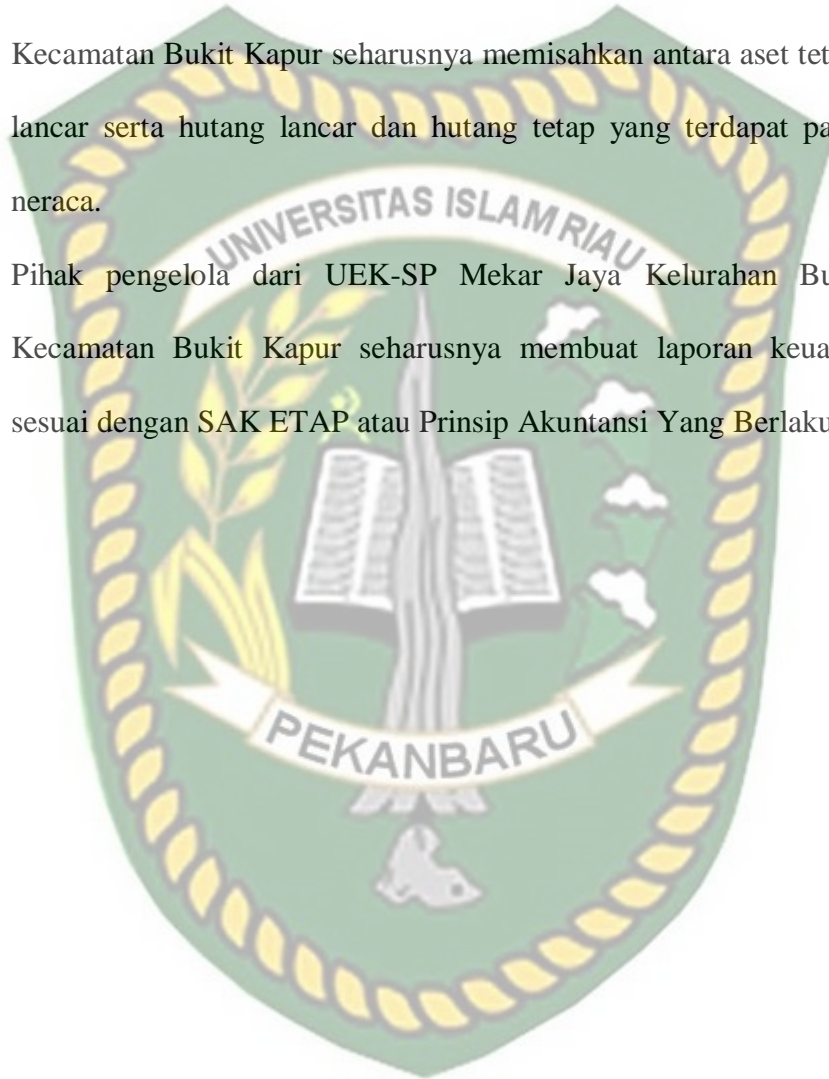 Kecamatan Bukit Kapur seharusnya memisahkan antara aset tet
lancar serta hutang lancar dan hutang tetap yang terdapat pa
neraca.
UNIVERSITAS ISLAM RIAU
Pihak pengelola dari UEK-SP Mekar Jaya Kelurahan Bu
Kecamatan Bukit Kapur seharusnya membuat laporan keua
sesuai dengan SAK ETAP atau Prinsip Akuntansi Yang Berlaku
PEKANBARU